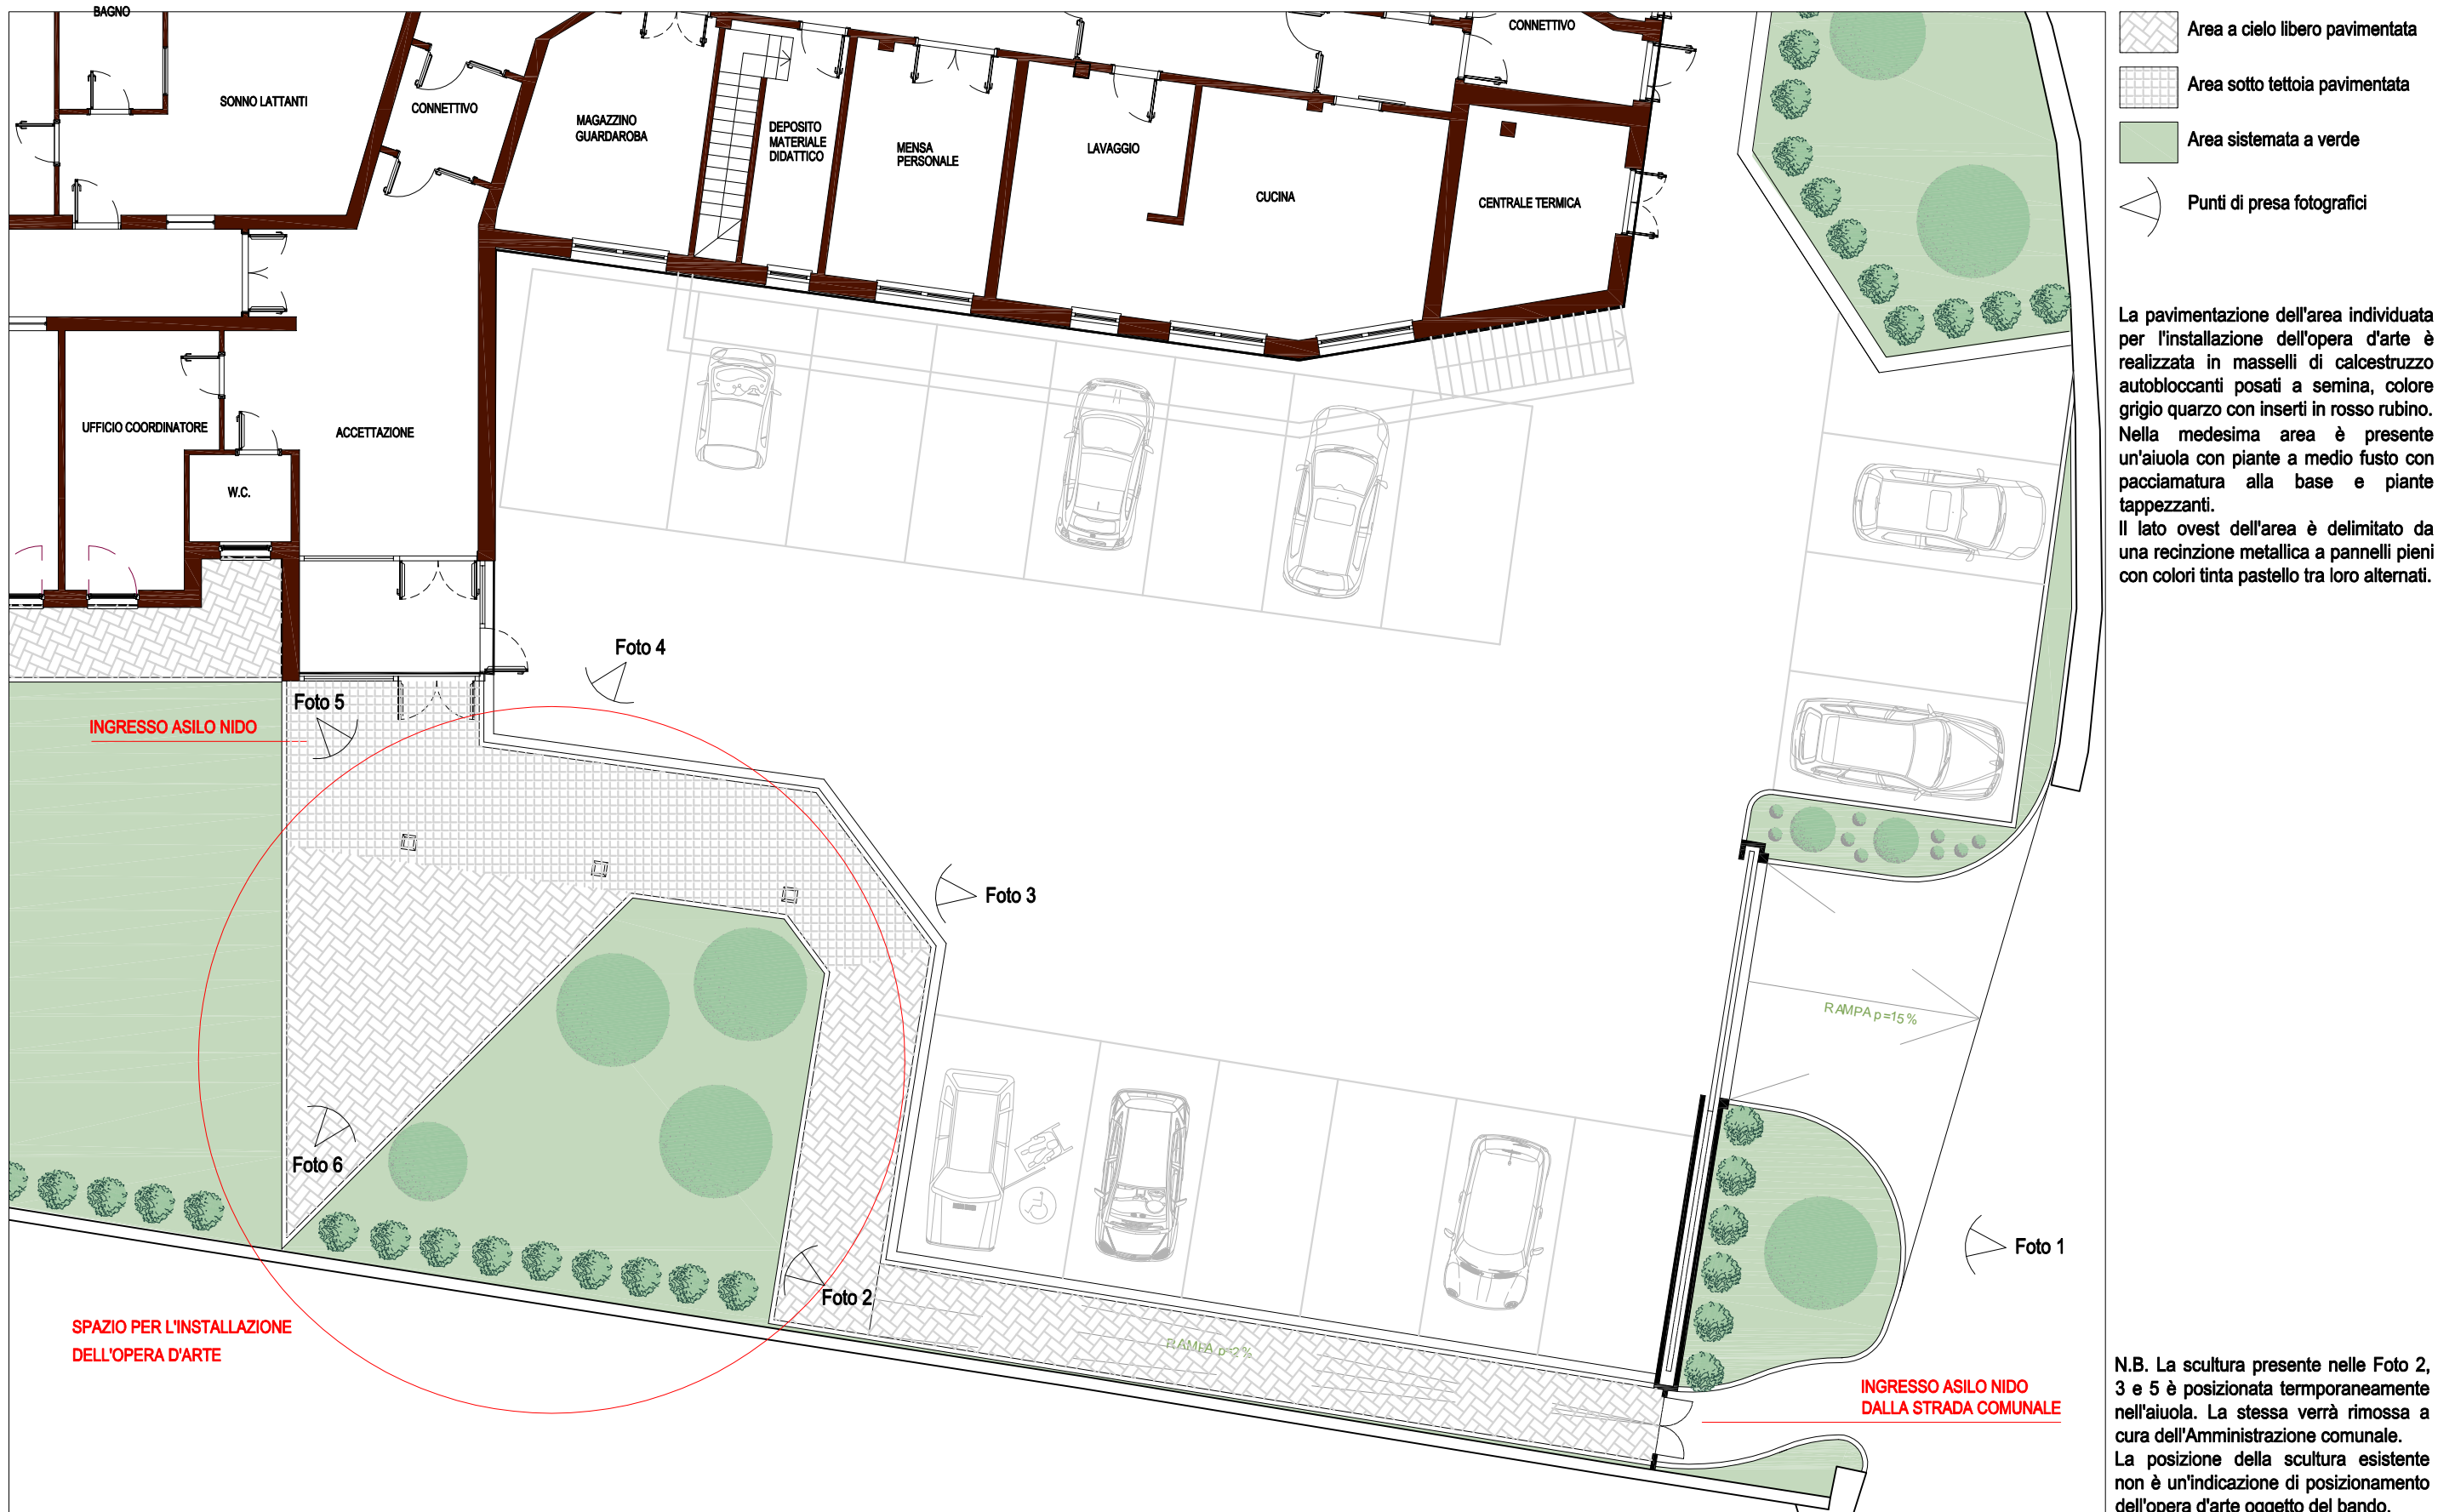 BAGNO
SONNO LATTANTI
CONNETTIVO
MAGAZZINO
GUARDAROBA
DEPOSITO
MATERIALE
DIDATTICO
MENSA
PERSONALE
LAVAGGIO
CUCINA
CONNETTIVO
CENTRALE TERMICA
UFFICIO COORDINATORE
ACCETTAZIONE
W.C.
Foto 4
Foto 5
INGRESSO ASILO NIDO
Foto 3
RAMPA p=15%
Foto 6
Foto 2
Foto 1
RAMPA p=2%
SPAZIO PER L'INSTALLAZIONE
DELL'OPERA D'ARTE
INGRESSO ASILO NIDO
DALLA STRADA COMUNALE
Area a cielo libero pavimentata
Area sotto tettoia pavimentata
Area sistemata a verde
Punti di presa fotografici
La pavimentazione dell'area individuata
per l'installazione dell'opera d'arte è
realizzata in masselli di calcestruzzo
autobloccanti posati a semina, colore
grigio quarzo con inserti in rosso rubino.
Nella medesima area è presente
un'aiuola con piante a medio fusto con
pacciamatura alla base e piante
tappezzanti.
Il lato ovest dell'area è delimitato da
una recinzione metallica a pannelli pieni
con colori tinta pastello tra loro alternati.
N.B. La scultura presente nelle Foto 2,
3 e 5 è posizionata termporaneamente
nell'aiuola. La stessa verrà rimossa a
cura dell'Amministrazione comunale.
La posizione della scultura esistente
non è un'indicazione di posizionamento
dell'opera d'arte oggetto del bando.